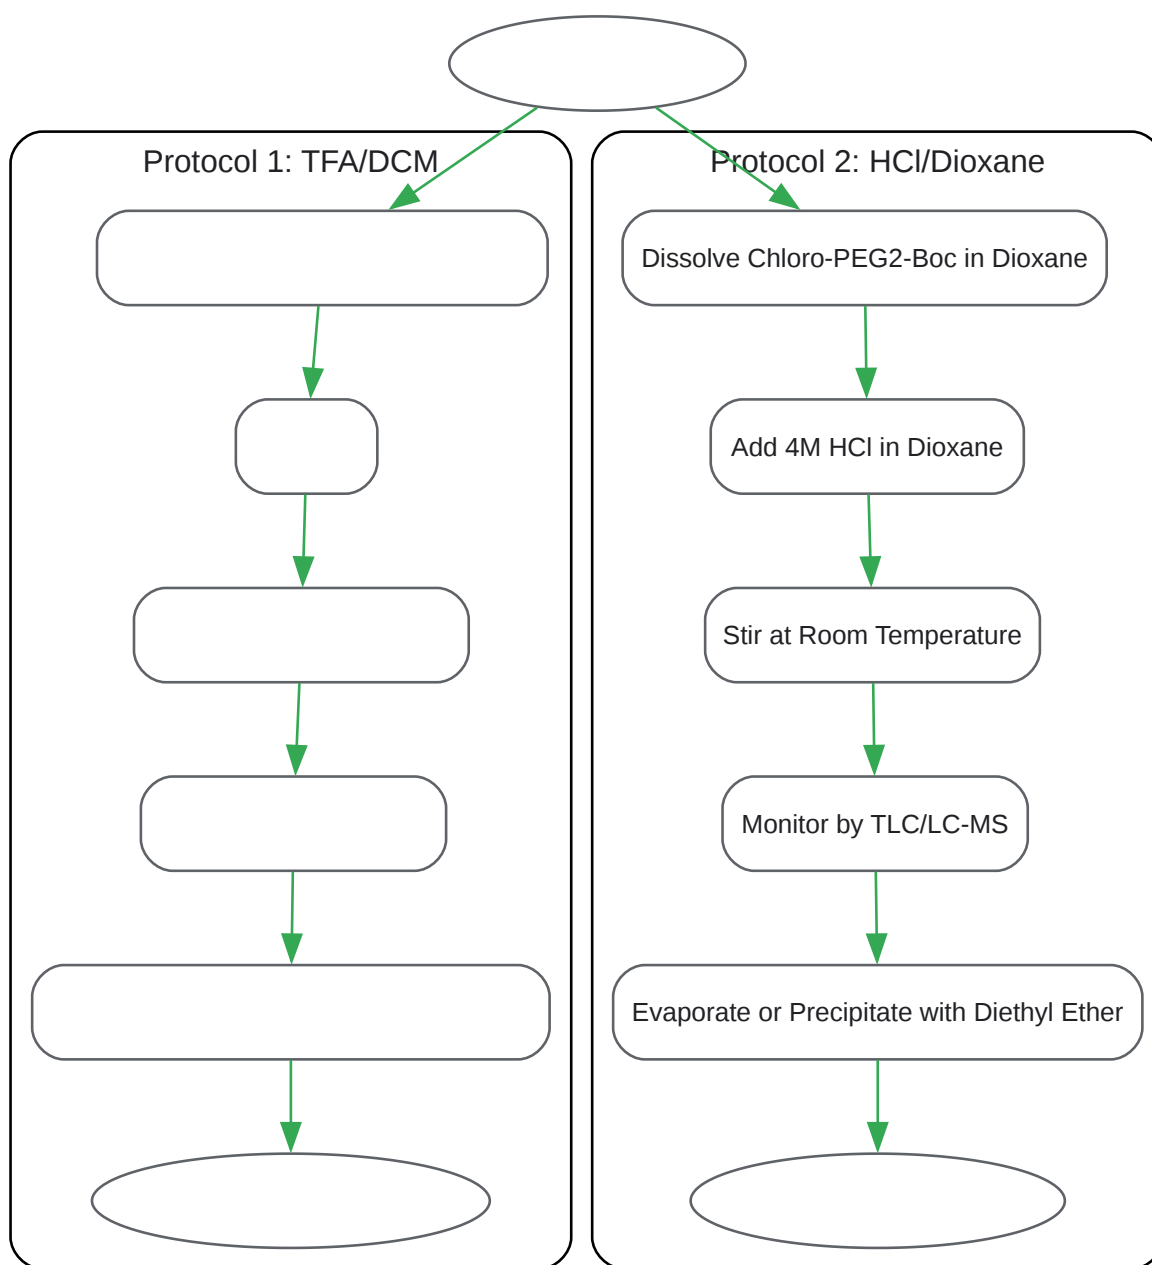 Protocol 1: TFA/DCM
Protocol 2: HCl/Dioxane
Dissolve Chloro-PEG2-Boc in Dioxane
Add 4M HCl in Dioxane
Stir at Room Temperature
Monitor by TLC/LC-MS
Evaporate or Precipitate with Diethyl Ether